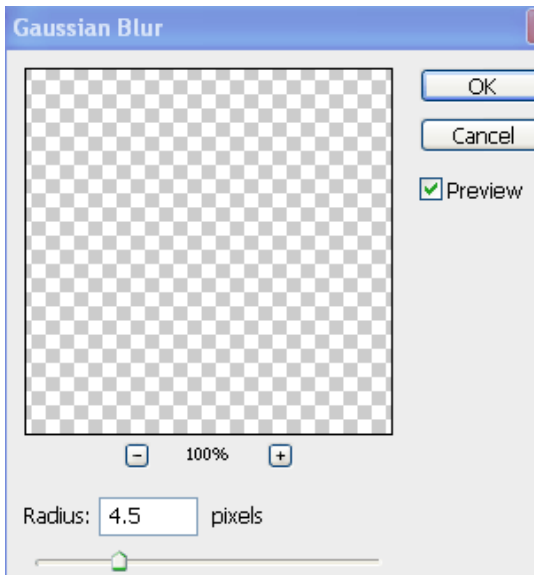 Gaussian Blur
OK
Cancel
Preview
- 100% +
Radius: 4.5 pixels